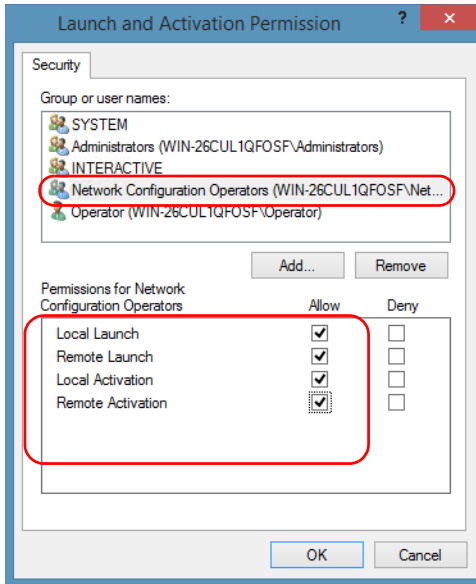 Launch and Activation Permission
?
×
Security
Group or user names:
SYSTEM
Administrators (WIN-26CUL1QFOSF\Administrators)
INTERACTIVE
Network Configuration Operators (WIN-26CUL1QFOSF\Net...
Operator (WIN-26CUL1QFOSF\Operator)
Add...
Remove
Permissions for Network
Configuration Operators
Allow
Deny
Local Launch
Remote Launch
Local Activation
Remote Activation
OK
Cancel